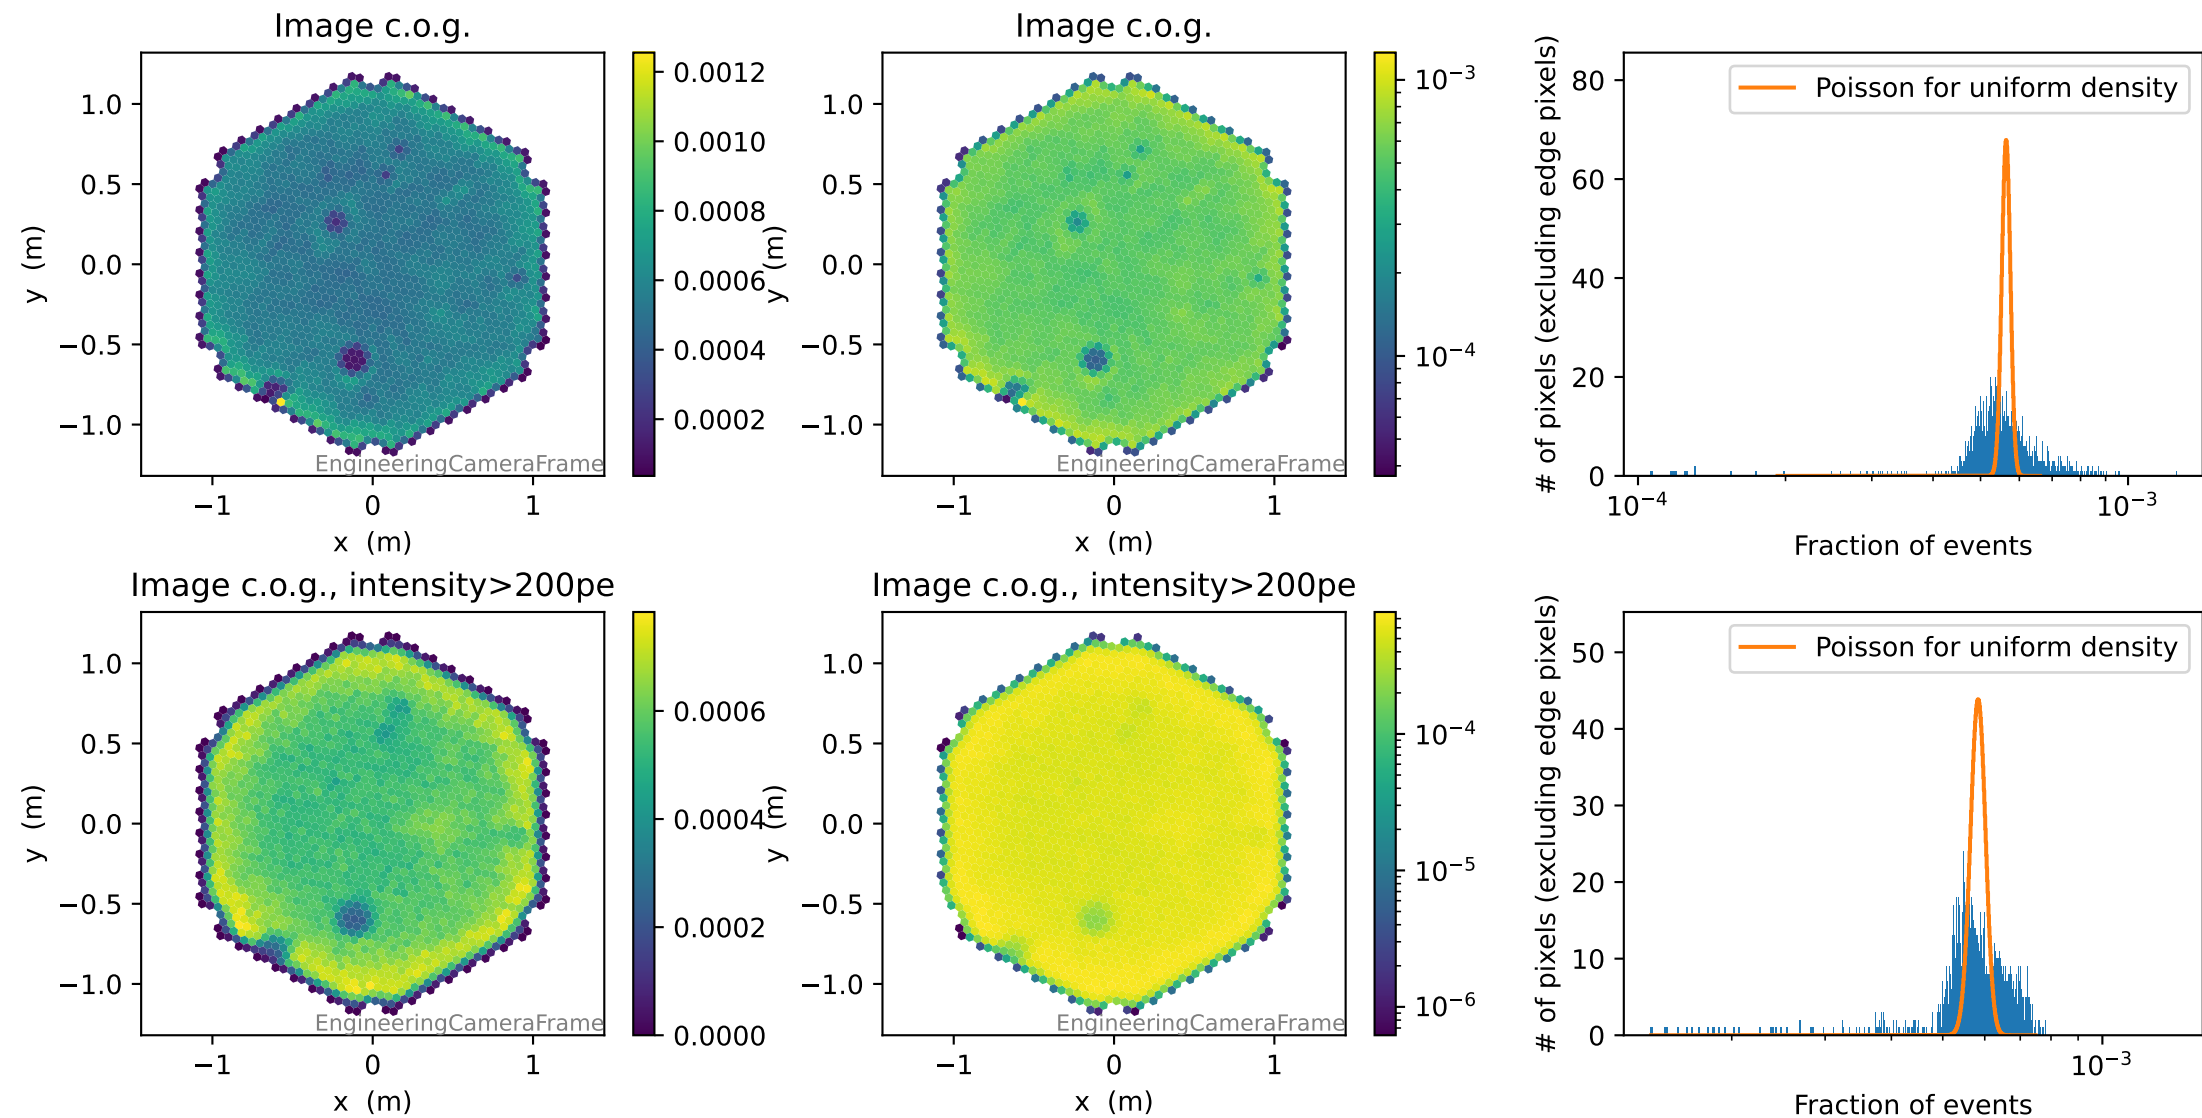 Image c.o.g.
1.0
0.5
0.0
−0.5
−1.0
y (m)
−1
0
1
x (m)
EngineeringCameraFrame
0.0012
0.0010
0.0008
0.0006
0.0004
0.0002
Image c.o.g.
1.0
0.5
0.0
−0.5
−1.0
y (m)
−1
0
1
x (m)
EngineeringCameraFrame
10⁻³
10⁻⁴
# of pixels (excluding edge pixels)
80
60
40
20
0
Poisson for uniform density
10⁻⁴
10⁻³
Fraction of events
Image c.o.g., intensity>200pe
1.0
0.5
0.0
−0.5
−1.0
y (m)
−1
0
1
x (m)
EngineeringCameraFrame
0.0006
0.0004
0.0002
0.0000
Image c.o.g., intensity>200pe
1.0
0.5
0.0
−0.5
−1.0
y (m)
−1
0
1
x (m)
EngineeringCameraFrame
10⁻⁴
10⁻⁵
10⁻⁶
# of pixels (excluding edge pixels)
50
40
30
20
10
0
Poisson for uniform density
10⁻³
Fraction of events